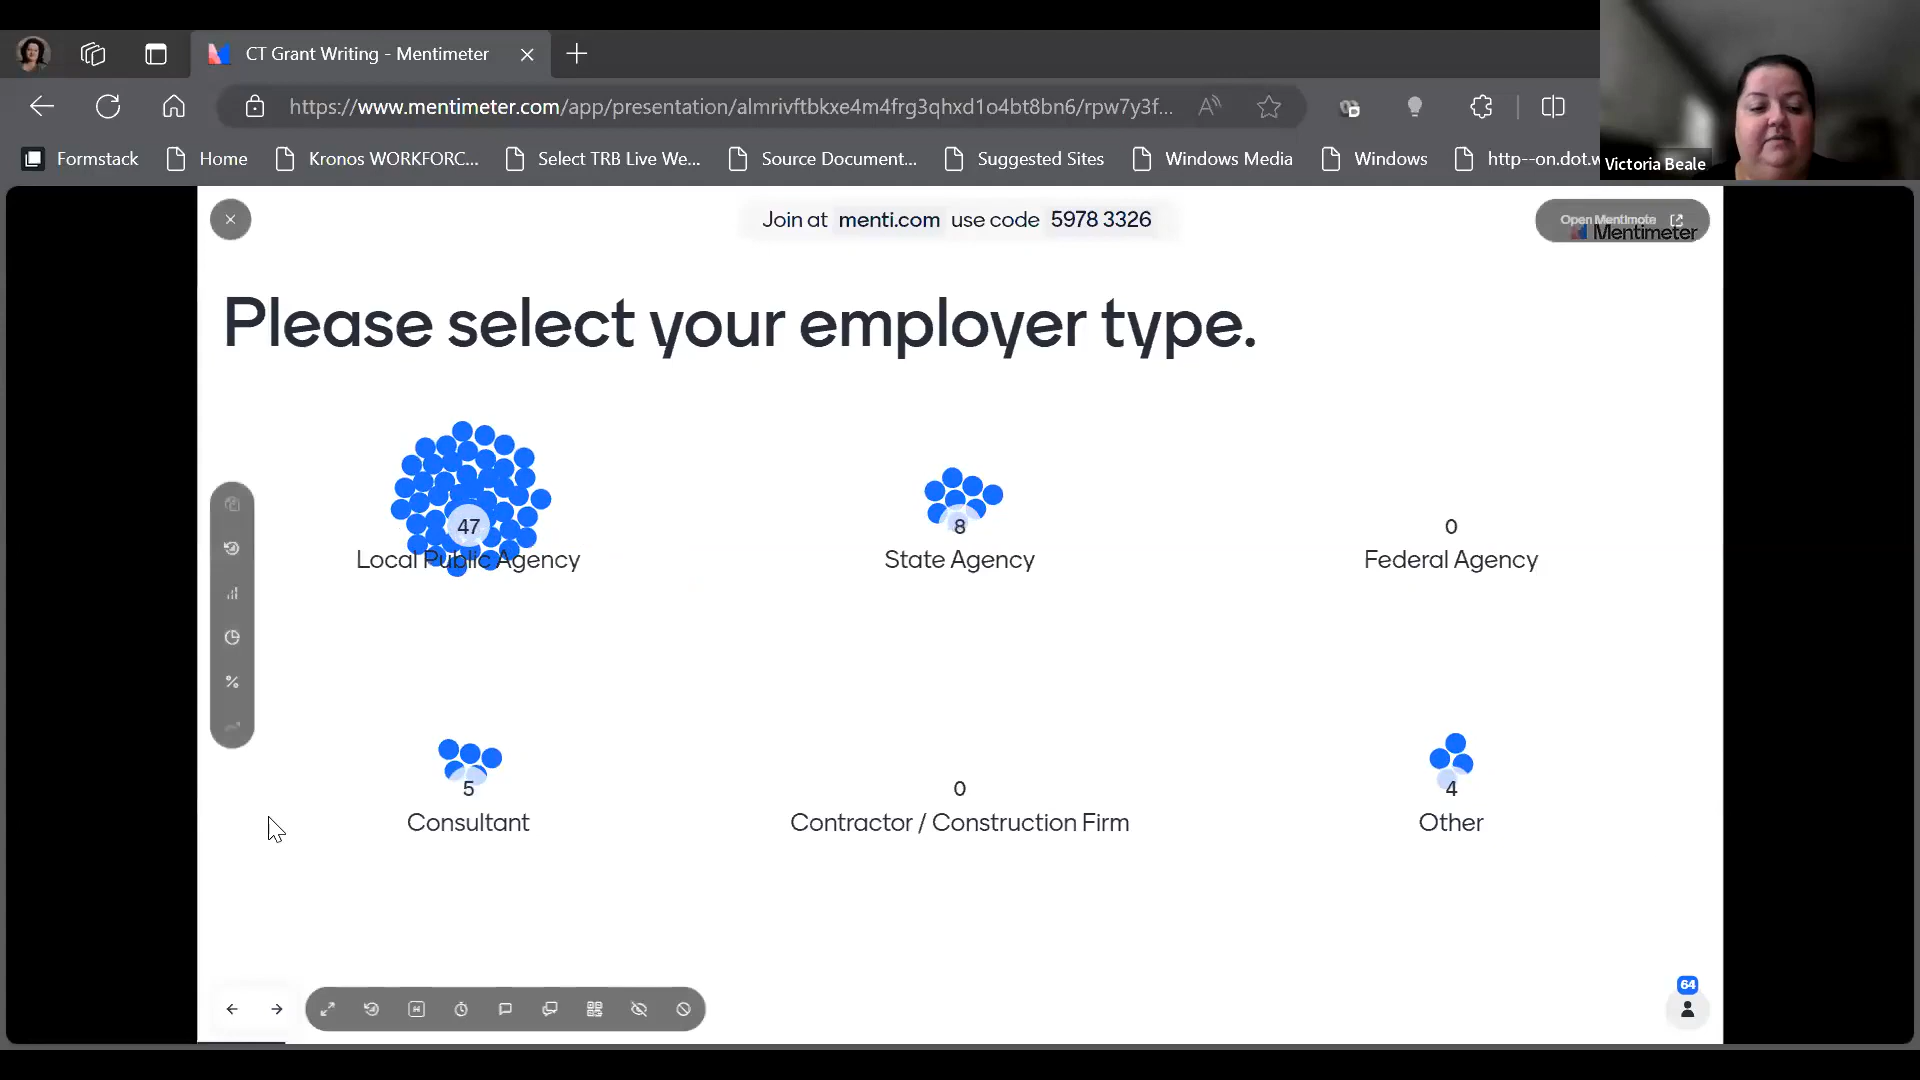 CT Grant Writing - Mentimeter
https://www.mentimeter.com/app/presentation/almrivftbkxe4m4frg3qhxd1o4bt8bn6/rpw7y3f...
Formstack
Home
Kronos WORKFORC...
Select TRB Live We...
Source Document...
Suggested Sites
Windows Media
Windows
http--on.dot.w
Victoria Beale
Join at menti.com use code 5978 3326
Open Mentimote
Mentimeter
Please select your employer type.
47
Local Public Agency
8
State Agency
0
Federal Agency
5
Consultant
0
Contractor / Construction Firm
4
Other
64